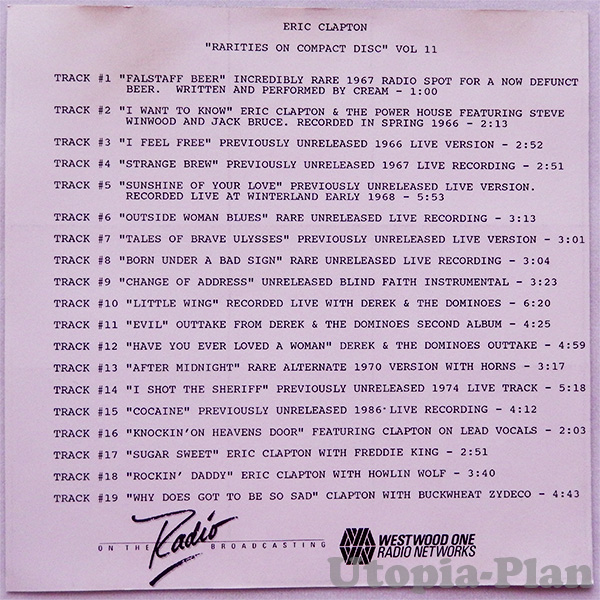 ERIC CLAPTON
"RARITIES ON COMPACT DISC" VOL 11
TRACK #1 "FALSTAFF BEER" INCREDIBLY RARE 1967 RADIO SPOT FOR A NOW DEFUNCT
BEER. WRITTEN AND PERFORMED BY CREAM - 1:00
TRACK #2 "I WANT TO KNOW" ERIC CLAPTON & THE POWER HOUSE FEATURING STEVE
WINWOOD AND JACK BRUCE. RECORDED IN SPRING 1966 - 2:13
TRACK #3 "I FEEL FREE" PREVIOUSLY UNRELEASED 1966 LIVE VERSION - 2:52
TRACK #4 "STRANGE BREW" PREVIOUSLY UNRELEASED 1967 LIVE RECORDING - 2:51
TRACK #5 "SUNSHINE OF YOUR LOVE" PREVIOUSLY UNRELEASED LIVE VERSION.
RECORDED LIVE AT WINTERLAND EARLY 1968 - 5:53
TRACK #6 "OUTSIDE WOMAN BLUES" RARE UNRELEASED LIVE RECORDING - 3:13
TRACK #7 "TALES OF BRAVE ULYSSES" PREVIOUSLY UNRELEASED LIVE VERSION - 3:01
TRACK #8 "BORN UNDER A BAD SIGN" RARE UNRELEASED LIVE RECORDING - 3:04
TRACK #9 "CHANGE OF ADDRESS" UNRELEASED BLIND FAITH INSTRUMENTAL - 3:23
TRACK #10 "LITTLE WING" RECORDED LIVE WITH DEREK & THE DOMINOES - 6:20
TRACK #11 "EVIL" OUTTAKE FROM DEREK & THE DOMINOES SECOND ALBUM - 4:25
TRACK #12 "HAVE YOU EVER LOVED A WOMAN" DEREK & THE DOMINOES OUTTAKE - 4:59
TRACK #13 "AFTER MIDNIGHT" RARE ALTERNATE 1970 VERSION WITH HORNS - 3:17
TRACK #14 "I SHOT THE SHERIFF" PREVIOUSLY UNRELEASED 1974 LIVE TRACK - 5:18
TRACK #15 "COCAINE" PREVIOUSLY UNRELEASED 1986 LIVE RECORDING - 4:12
TRACK #16 "KNOCKIN'ON HEAVENS DOOR" FEATURING CLAPTON ON LEAD VOCALS - 2:03
TRACK #17 "SUGAR SWEET" ERIC CLAPTON WITH FREDDIE KING - 2:51
TRACK #18 "ROCKIN' DADDY" ERIC CLAPTON WITH HOWLIN WOLF - 3:40
TRACK #19 "WHY DOES GOT TO BE SO SAD" CLAPTON WITH BUCKWHEAT ZYDECO - 4:43
ON THE Radio BROADCASTING
WESTWOOD ONE
RADIO NETWORKS
Utopia-Plan